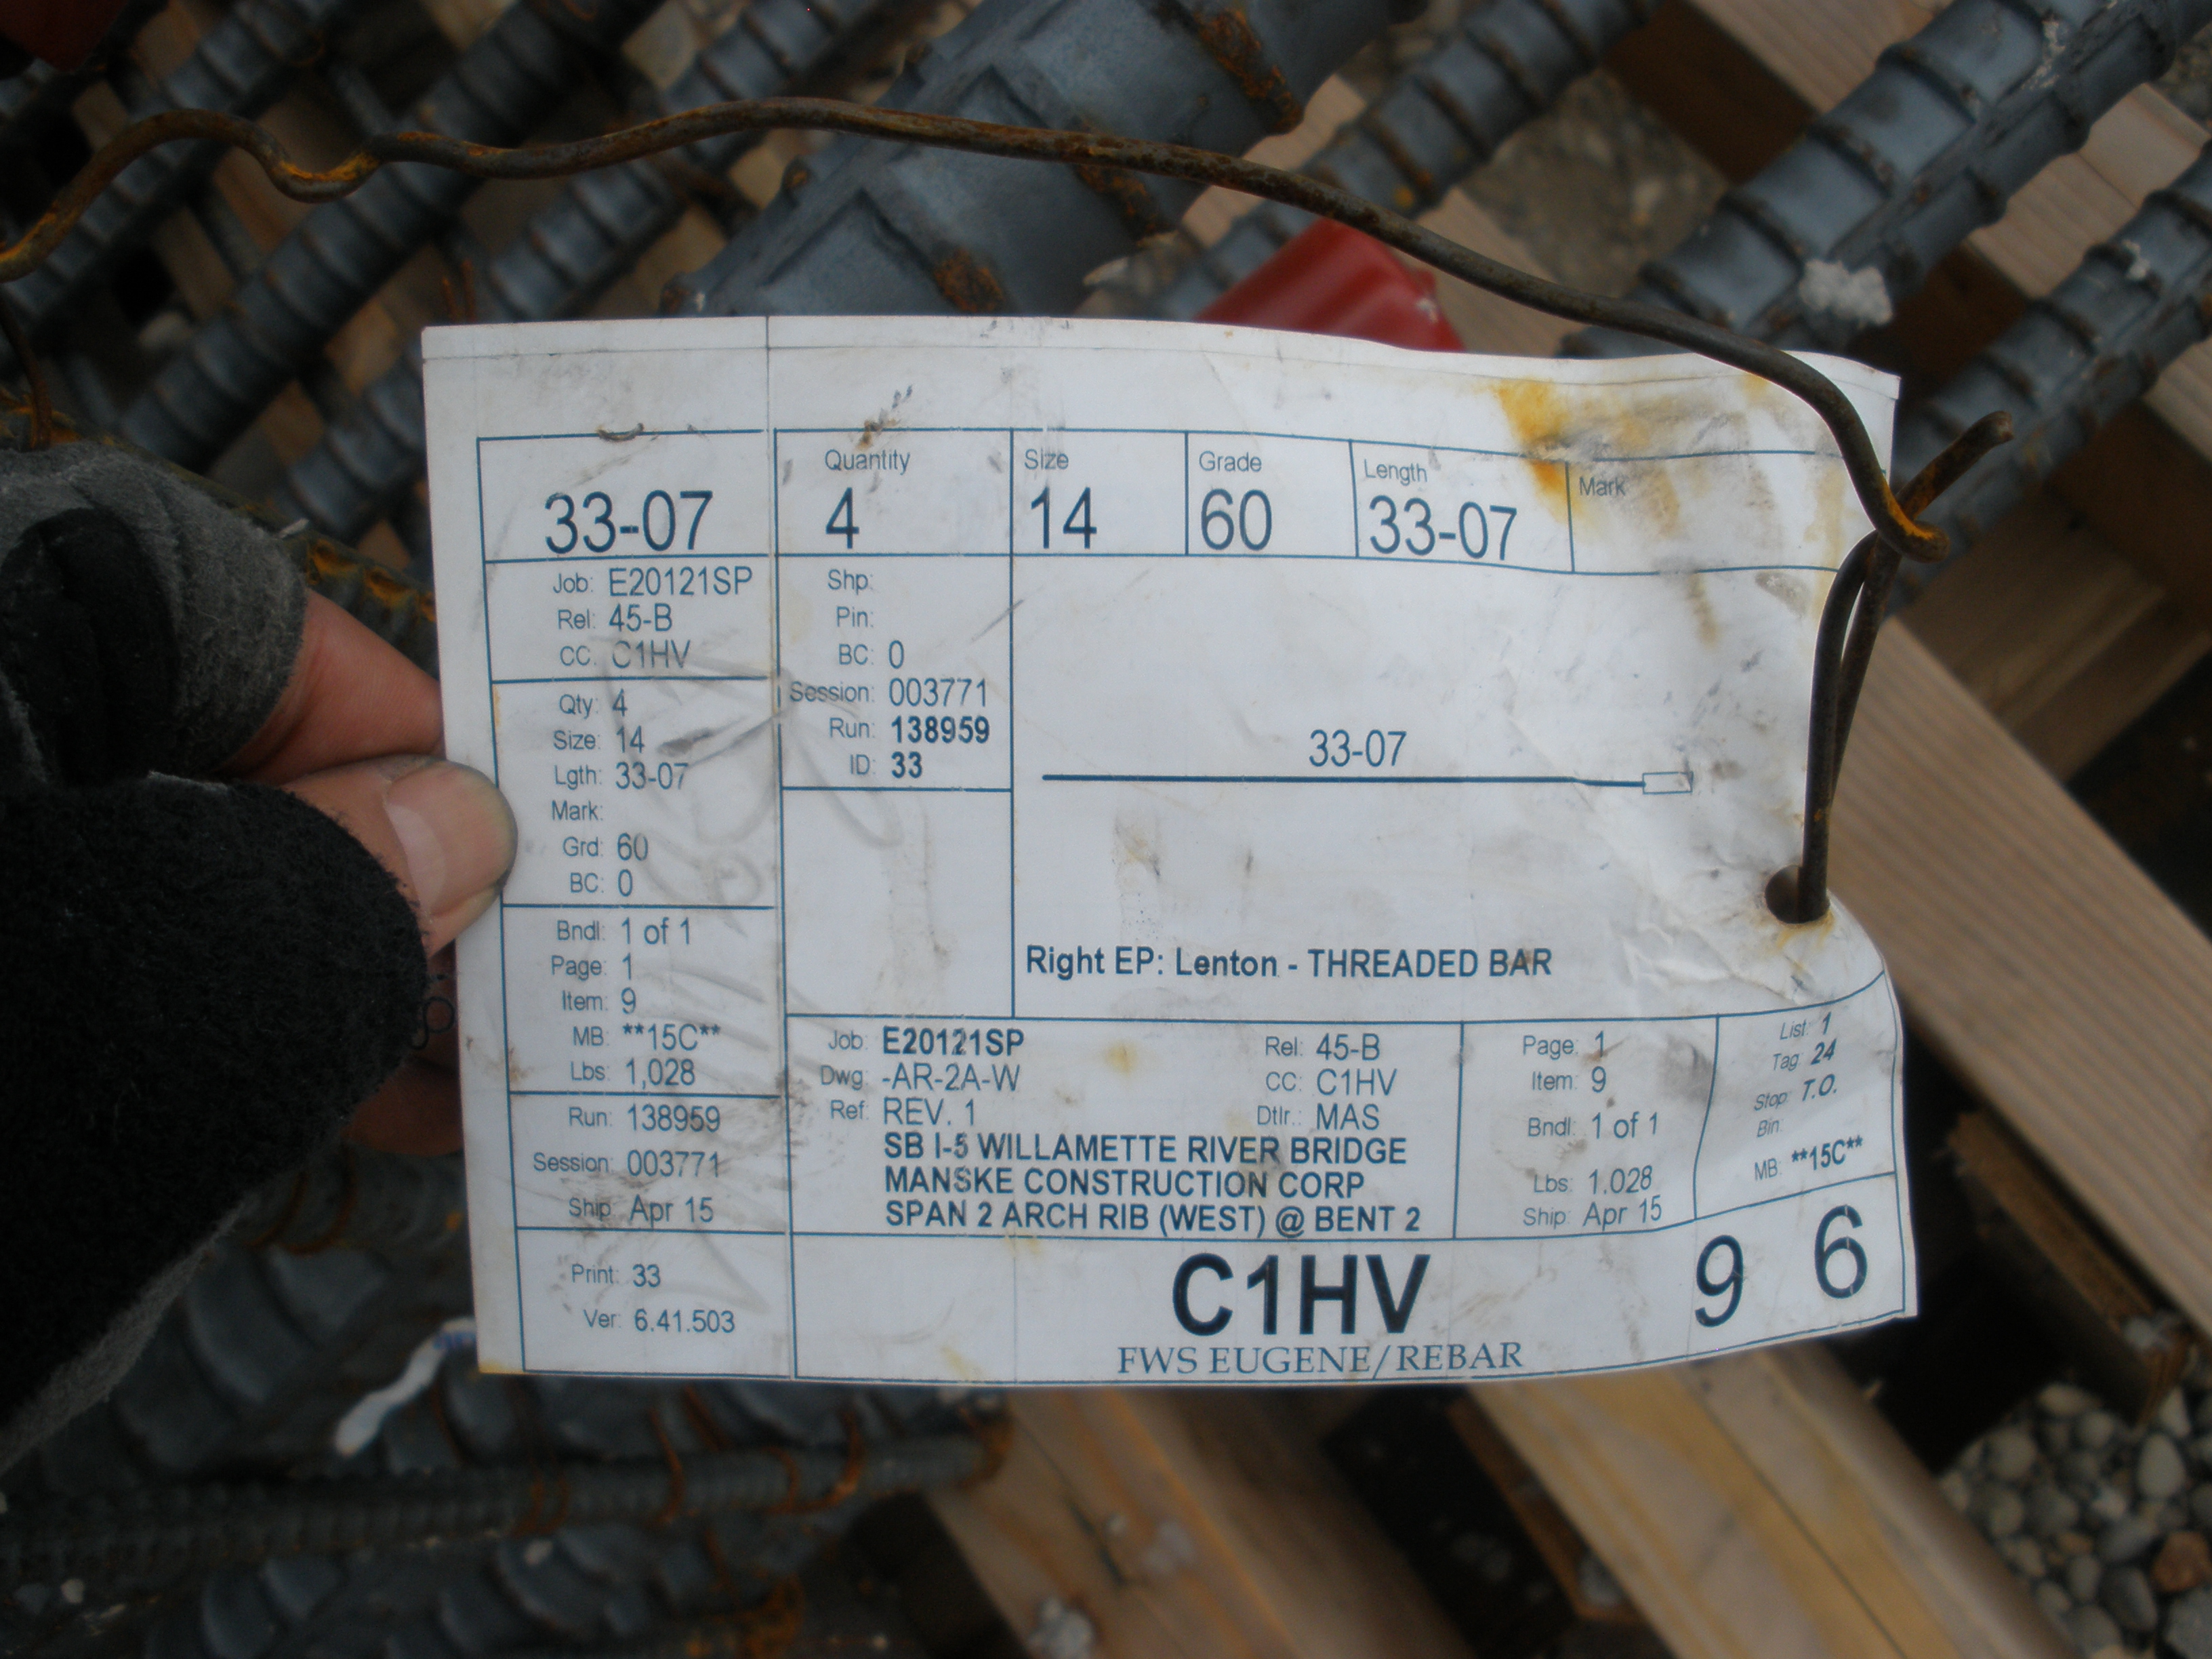 33-07
Quantity
4
Size
14
Grade
60
Length
33-07
Mark
Job: E20121SP
Rel: 45-B
CC: C1HV
Qty: 4
Size: 14
Lgth: 33-07
Mark:
Grd: 60
BC: 0
Bndl: 1 of 1
Page: 1
Item: 9
MB: **15C**
Lbs: 1,028
Run: 138959
Session: 003771
Ship: Apr 15
Print: 33
Ver: 6.41.503
Shp:
Pin:
BC: 0
Session: 003771
Run: 138959
ID: 33
33-07
Right EP: Lenton - THREADED BAR
Job: E20121SP Rel: 45-B
Dwg: -AR-2A-W CC: C1HV
Ref: REV. 1 Dtlr.: MAS
SB I-5 WILLAMETTE RIVER BRIDGE
MANSKE CONSTRUCTION CORP
SPAN 2 ARCH RIB (WEST) @ BENT 2
Page: 1
Item: 9
Bndl: 1 of 1
Lbs: 1,028
Ship: Apr 15
List: 1
Tag: 24
Stop: T.O.
Bin:
MB: **15C**
C1HV 9 6
FWS EUGENE/REBAR